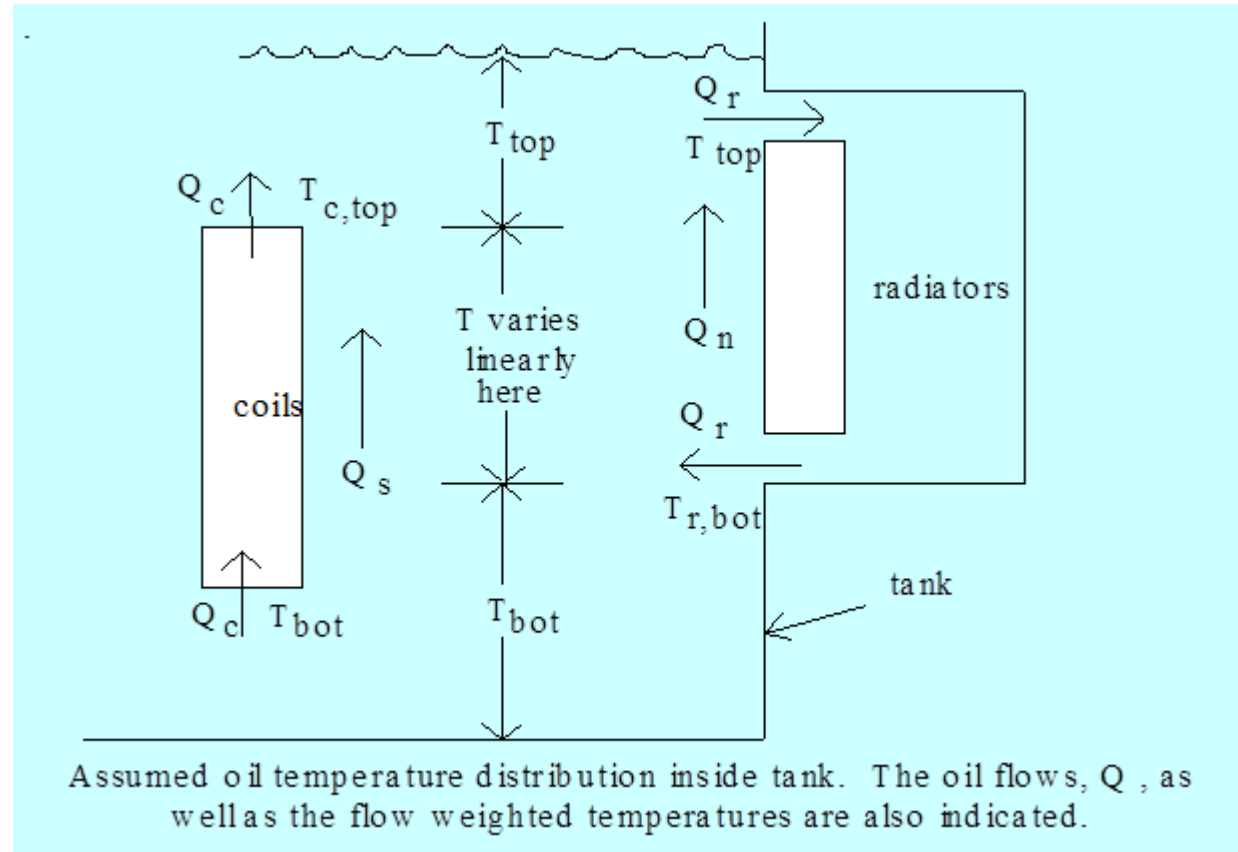 Q r
T top
T top
Q c
T c,top
radiators
T varies
linearly
here
Q n
coils
Q r
Q s
T r,bot
tank
Q c
T bot
T bot
Assumed oil temperature distribution inside tank. The oil flows, Q , as
well as the flow weighted temperatures are also indicated.